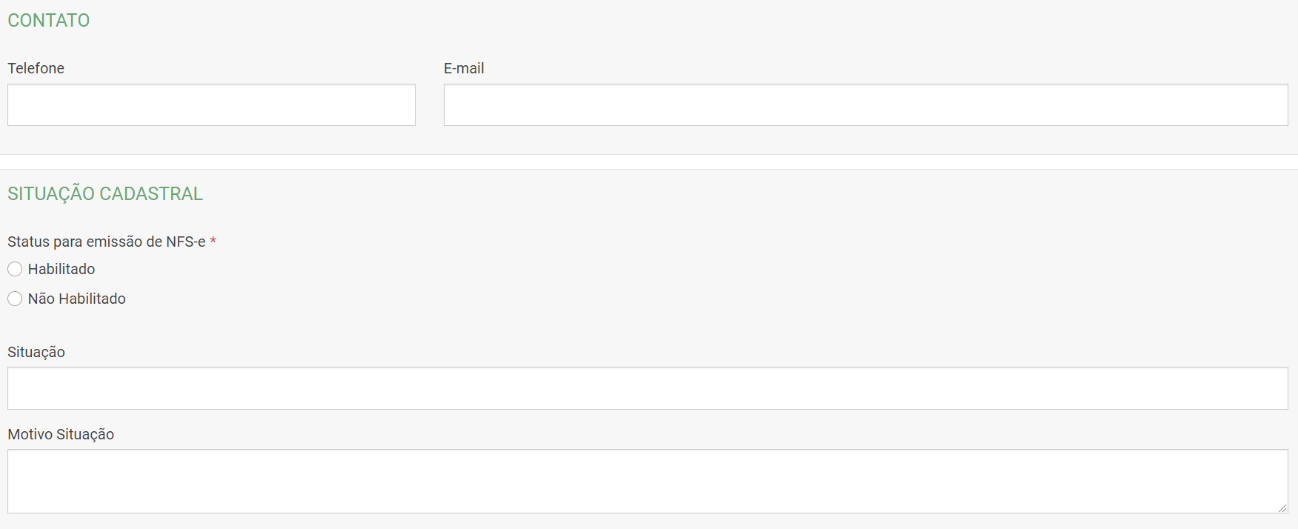 CONTATO
Telefone E-mail
SITUAÇÃO CADASTRAL
Status para emissão de NFS-e *
Habilitado
Não Habilitado
Situação
Motivo Situação